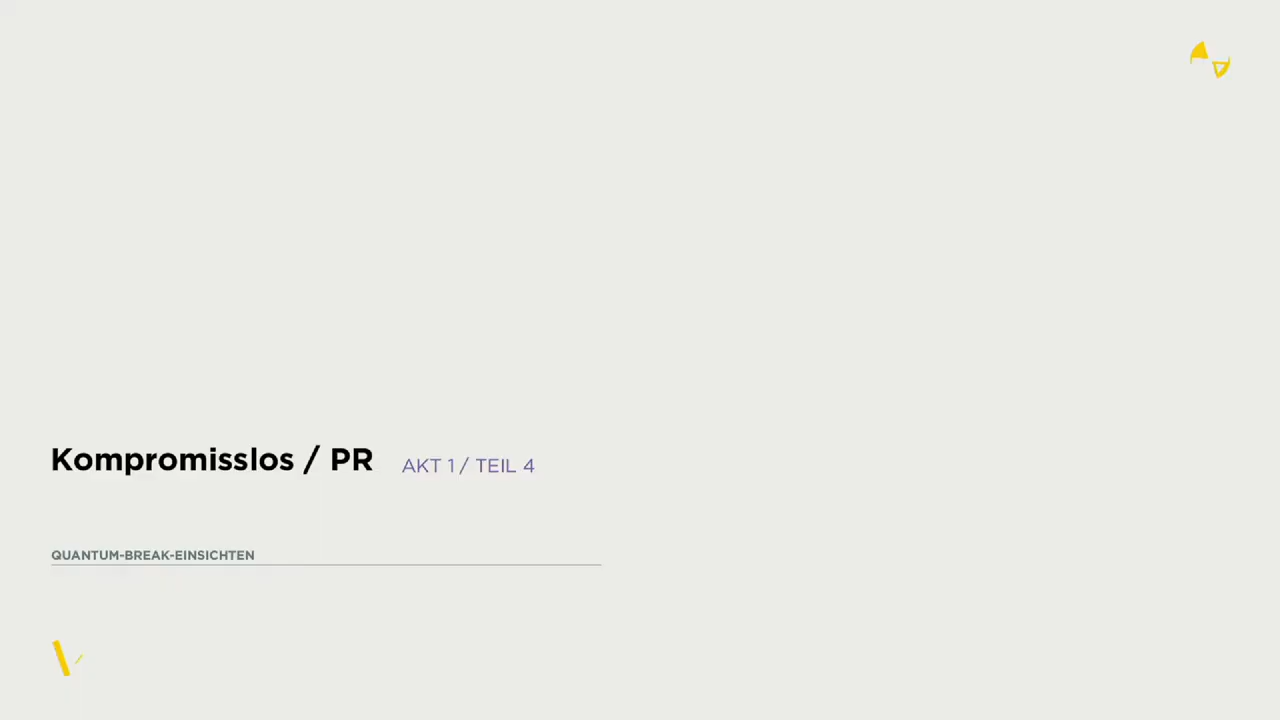 Kompromisslos / PR AKT 1 / TEIL 4
QUANTUM-BREAK-EINSICHTEN